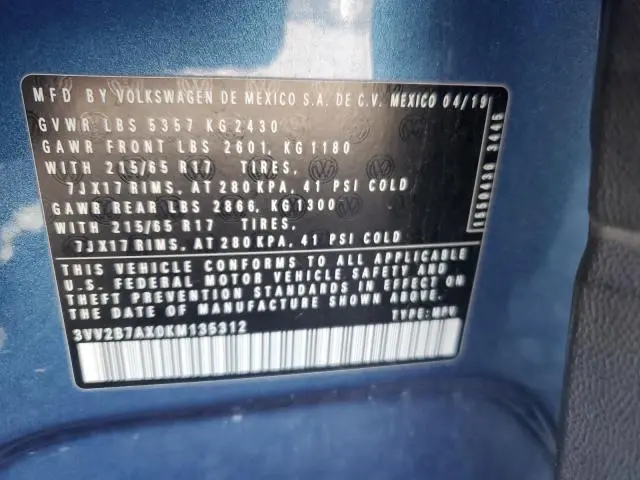 MFD BY VOLKSWAGEN DE MEXICO S.A. DE C.V. MEXICO 04/19
GVWR LBS 5357 KG 2430
GAWR FRONT LBS 2601, KG 1180
WITH 215/65 R17 TIRES,
7JX17 RIMS, AT 280 KPA, 41 PSI COLD
GAWR REAR LBS 2866, KG 1300
WITH 215/65 R17 TIRES,
7JX17 RIMS, AT 280 KPA, 41 PSI COLD
THIS VEHICLE CONFORMS TO ALL APPLICABLE
U.S. FEDERAL MOTOR VEHICLE SAFETY AND
THEFT PREVENTION STANDARDS IN EFFECT ON
THE DATE OF MANUFACTURE SHOWN ABOVE.
3VV2B7AX0KM135312 TYPE: MPV